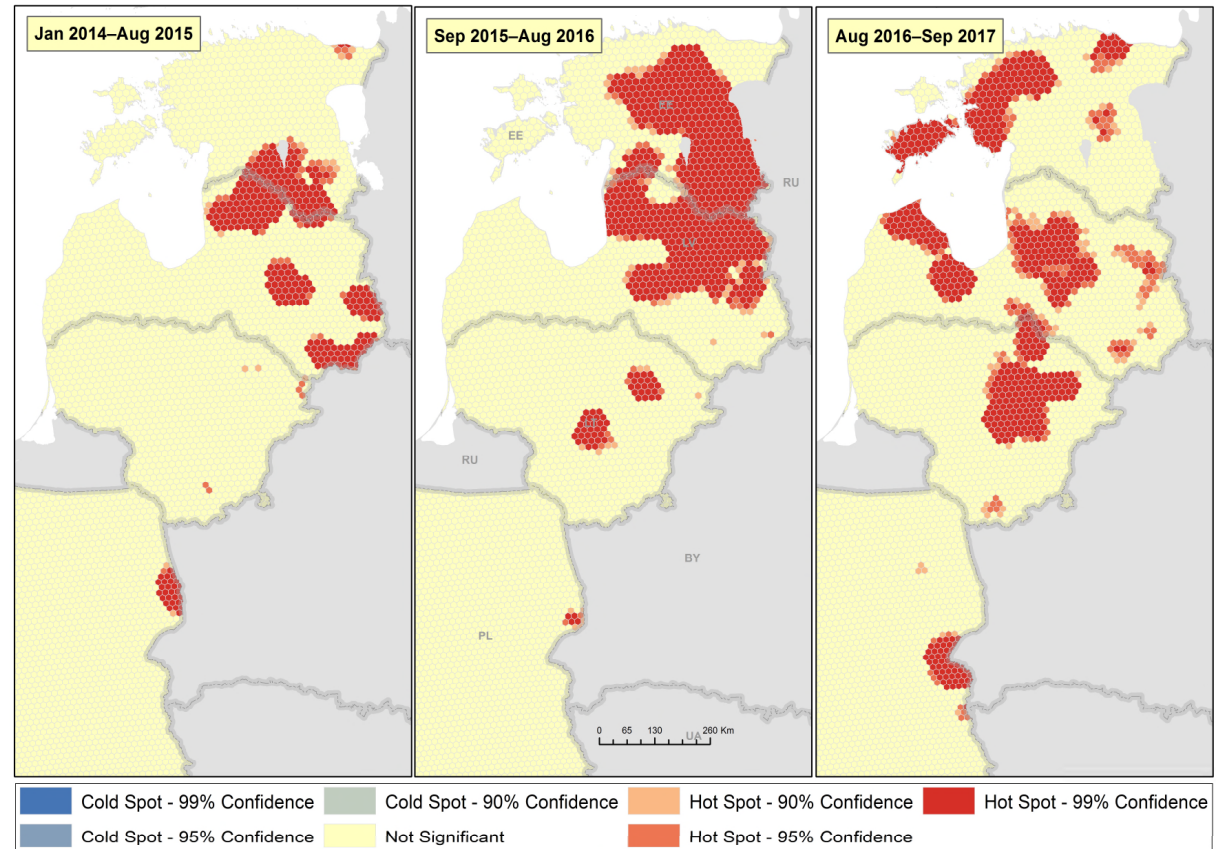 Jan 2014–Aug 2015
Sep 2015–Aug 2016
Aug 2016–Sep 2017
EE
EE
RU
LV
RU
BY
PL
0 65 130 260 Km
UA
Cold Spot - 99% Confidence
Cold Spot - 90% Confidence
Hot Spot - 90% Confidence
Hot Spot - 99% Confidence
Cold Spot - 95% Confidence
Not Significant
Hot Spot - 95% Confidence